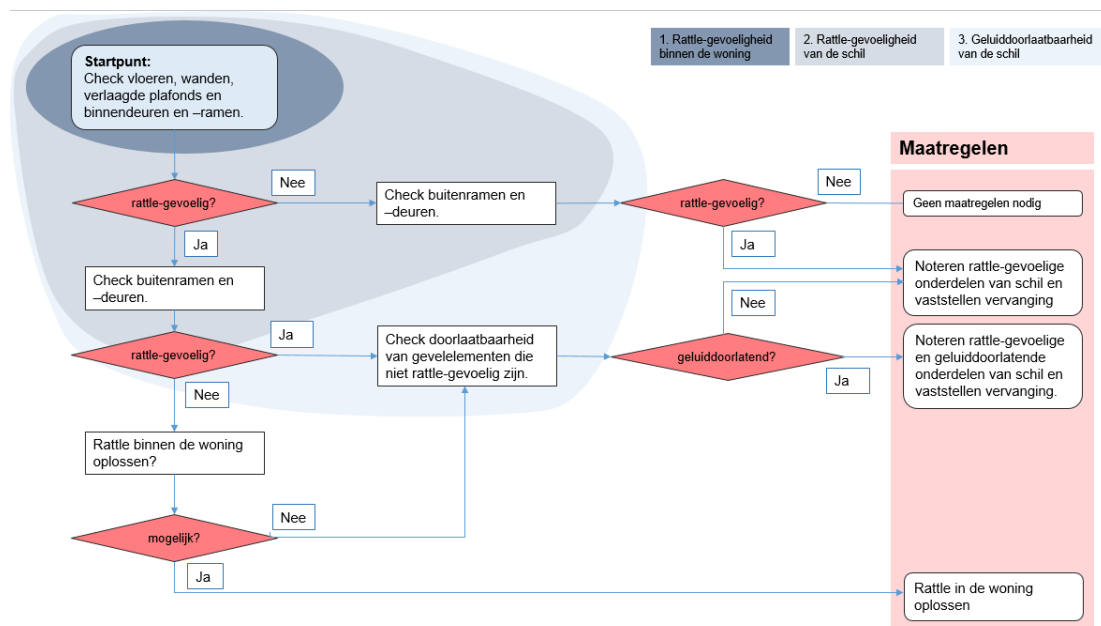 1. Rattle-gevoeligheid
binnen de woning
2. Rattle-gevoeligheid
van de schil
3. Geluiddoorlaatbaarheid
van de schil
Startpunt:
Check vloeren, wanden,
verlaagde plafonds en
binnendeuren en –ramen.
Maatregelen
rattle-gevoelig?
Nee
Check buitenramen en
–deuren.
rattle-gevoelig?
Nee
Geen maatregelen nodig
Ja
Ja
Check buitenramen en
–deuren.
Noteren rattle-gevoelige
onderdelen van schil en
vaststellen vervanging
rattle-gevoelig?
Ja
Check doorlaatbaarheid
van gevelelementen die
niet rattle-gevoelig zijn.
Nee
geluiddoorlatend?
Ja
Noteren rattle-gevoelige
en geluiddoorlatende
onderdelen van schil en
vaststellen vervanging.
Nee
Rattle binnen de woning
oplossen?
mogelijk?
Nee
Ja
Rattle in de woning
oplossen